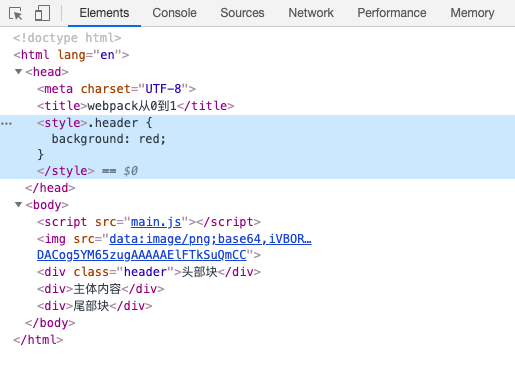 Elements Console Sources Network Performance Memory
<!doctype html>
<html lang="en">
<head>
<meta charset="UTF-8">
<title>webpack从0到1</title>
<style>.header {
background: red;
}
</style> == $0
</head>
<body>
<script src="main.js"></script>
<img src="data:image/png;base64,iVBOR…
DACog5YM65zugAAAAAElFTkSuQmCC">
<div class="header">头部块</div>
<div>主体内容</div>
<div>尾部块</div>
</body>
</html>